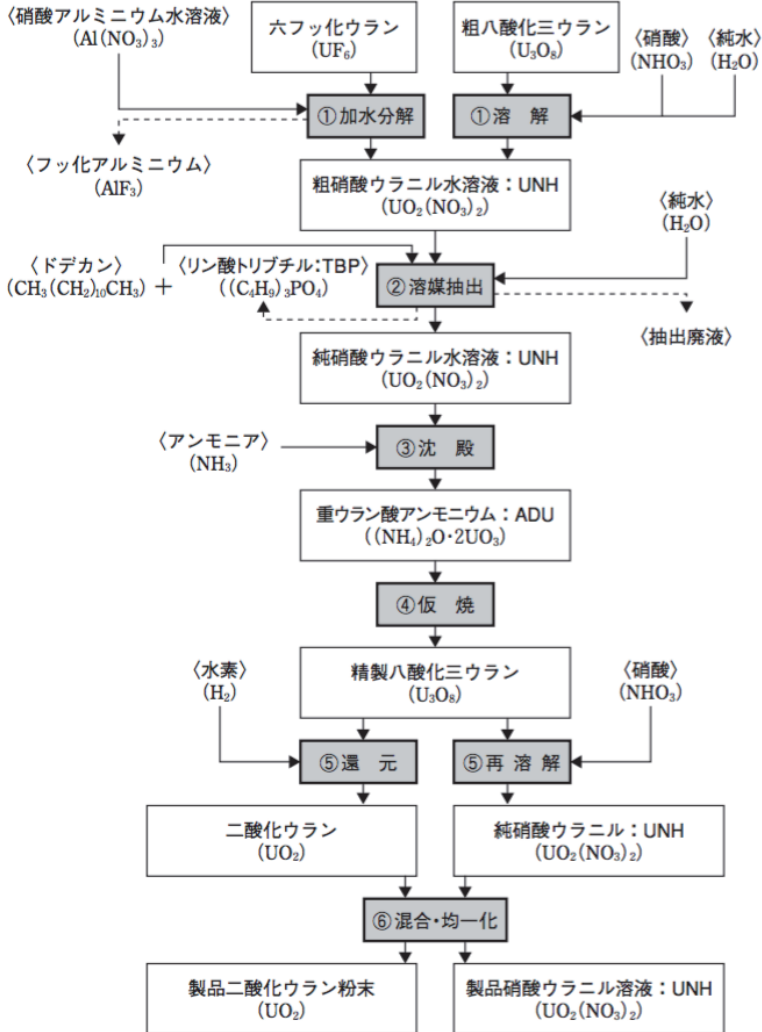 〈硝酸アルミニウム水溶液〉
(Al(NO₃)₃)
六フッ化ウラン
(UF₆)
粗八酸化三ウラン
(U₃O₈)
〈硝酸〉
(NHO₃)
〈純水〉
(H₂O)
①加水分解
①溶 解
〈フッ化アルミニウム〉
(AlF₃)
粗硝酸ウラニル水溶液：UNH
(UO₂(NO₃)₂)
〈純水〉
(H₂O)
〈ドデカン〉
(CH₃(CH₂)₁₀CH₃)
+
〈リン酸トリブチル：TBP〉
((C₄H₉)₃PO₄)
②溶媒抽出
〈抽出廃液〉
純硝酸ウラニル水溶液：UNH
(UO₂(NO₃)₂)
〈アンモニア〉
(NH₃)
③沈 殿
重ウラン酸アンモニウム：ADU
((NH₄)₂O·2UO₃)
④仮 焼
〈水素〉
(H₂)
精製八酸化三ウラン
(U₃O₈)
〈硝酸〉
(NHO₃)
⑤還 元
⑤再 溶 解
二酸化ウラン
(UO₂)
純硝酸ウラニル：UNH
(UO₂(NO₃)₂)
⑥混合・均一化
製品二酸化ウラン粉末
(UO₂)
製品硝酸ウラニル溶液：UNH
(UO₂(NO₃)₂)